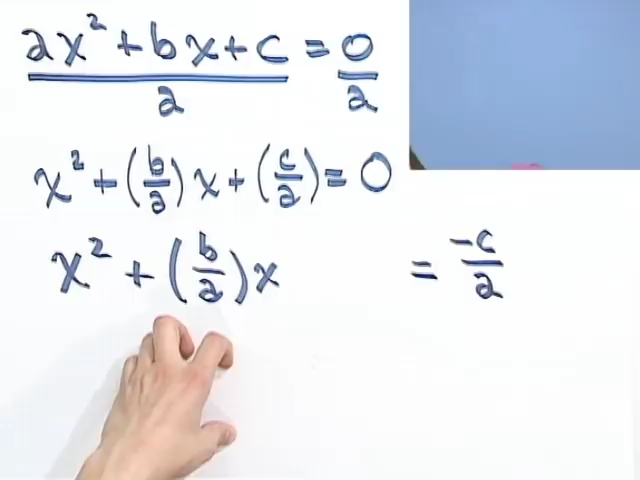 ax² + bx + c = 0
a a
x² + (b/a)x + (c/a) = 0
x² + (b/a)x = -c/a